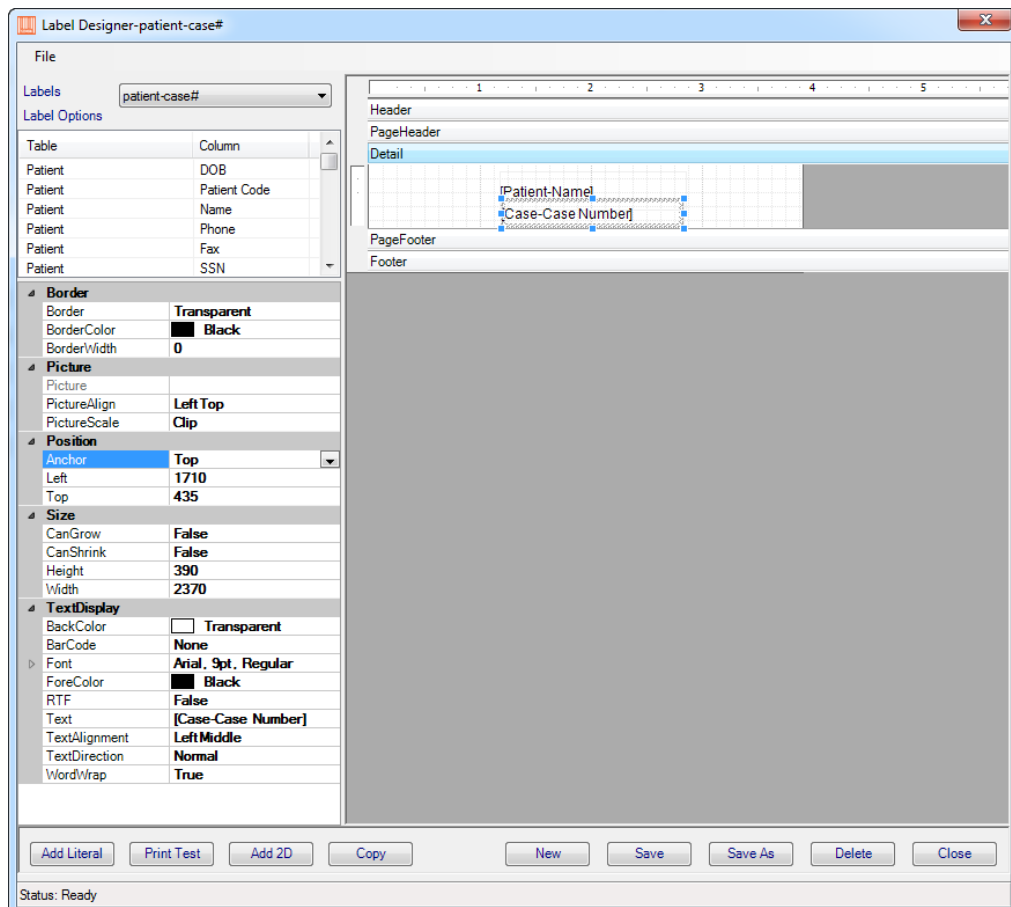 Label Designer-patient-case#
x
File
Labels patient-case#
Label Options
Table Column
Patient DOB
Patient Patient Code
Patient Name
Patient Phone
Patient Fax
Patient SSN
Border
Border Transparent
BorderColor Black
BorderWidth 0
Picture
Picture
PictureAlign LeftTop
PictureScale Clip
Position
Anchor Top
Left 1710
Top 435
Size
CanGrow False
CanShrink False
Height 390
Width 2370
TextDisplay
BackColor Transparent
BarCode None
Font Arial, 9pt, Regular
ForeColor Black
RTF False
Text [Case-Case Number]
TextAlignment LeftMiddle
TextDirection Normal
WordWrap True
1 2 3 4 5
Header
PageHeader
Detail
[Patient-Name]
[Case-Case Number]
PageFooter
Footer
Add Literal Print Test Add 2D Copy New Save Save As Delete Close
Status: Ready